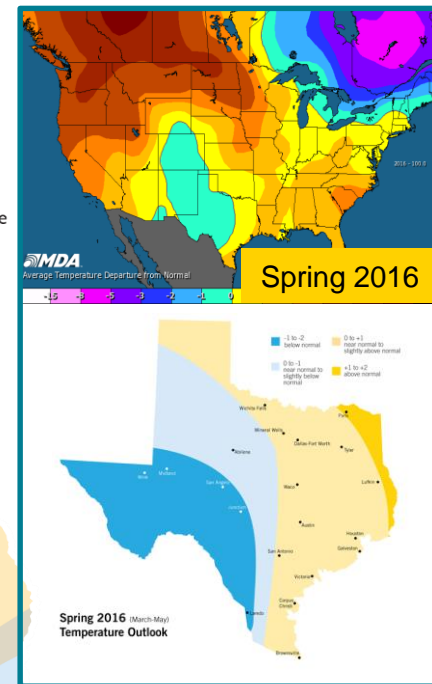 e
MDA
Average Temperature Departure from Normal
Spring 2016
-1 to -2
below normal
0 to +1
near normal to
slightly above normal
0 to -1
near normal to
slightly below
normal
+1 to +2
above normal
Wichita Falls
Paris
Mineral Wells
Dallas Fort Worth
Abilene
Tyler
Midland
San Angelo
Waco
Lufkin
Junction
Austin
Houston
Galveston
San Antonio
Victoria
Corpus
Christi
Laredo
Brownsville
Spring 2016 (March-May)
Temperature Outlook